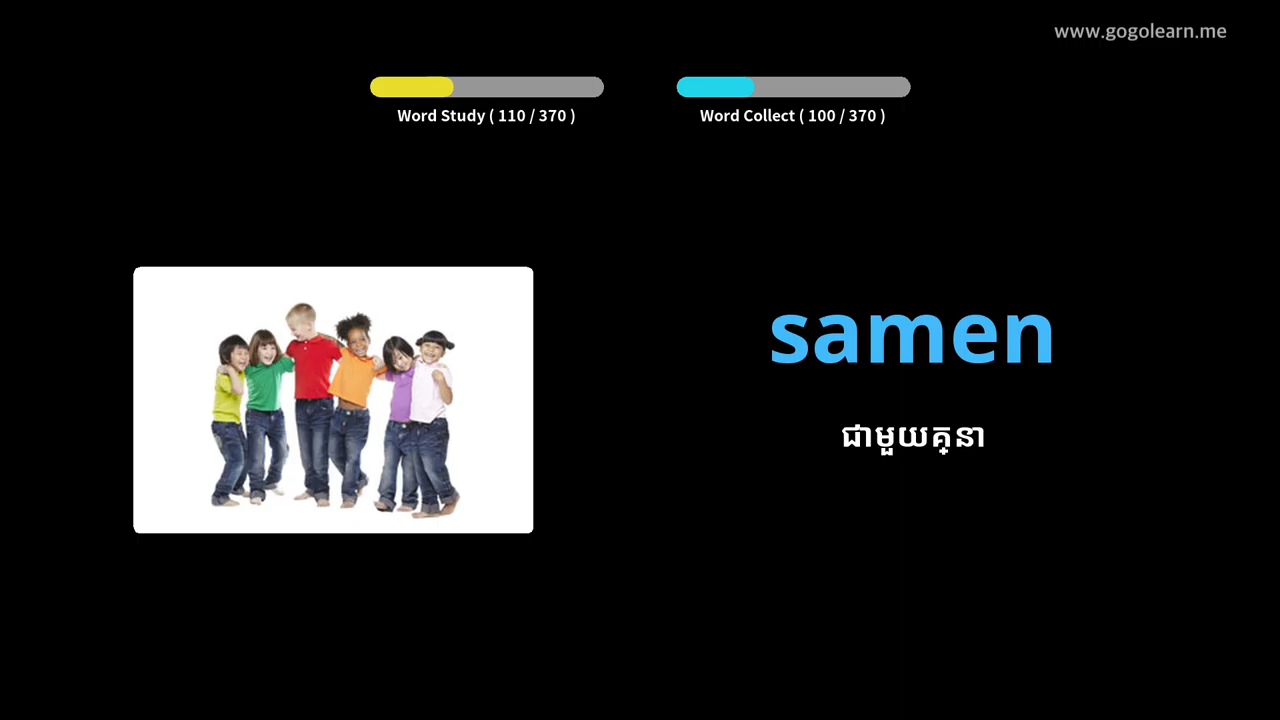 www.gogolearn.me
Word Study ( 110 / 370 )
Word Collect ( 100 / 370 )
samen
ជាមួយគ្នា